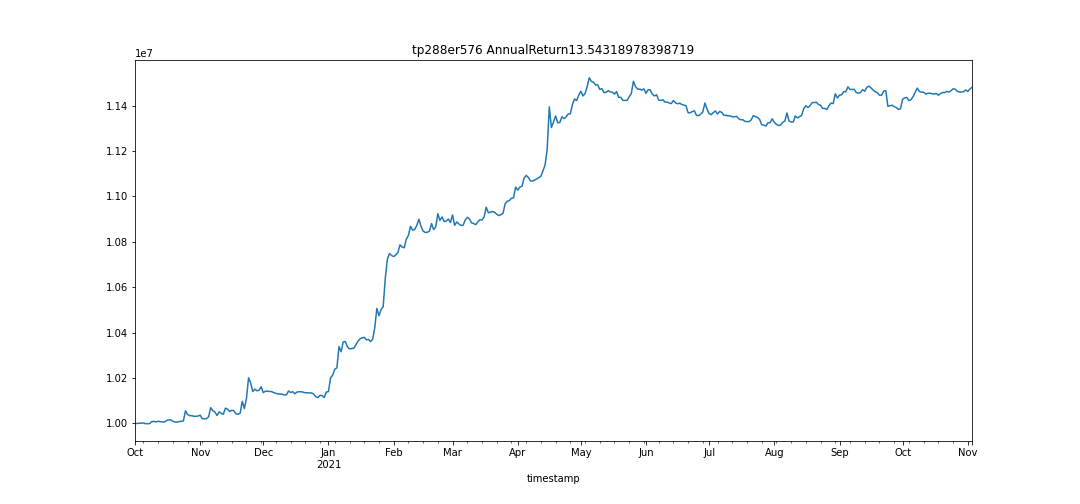 tp288er576 AnnualReturn13.54318978398719
1e7
1.14
1.12
1.10
1.08
1.06
1.04
1.02
1.00
Oct Nov Dec Jan Feb Mar Apr May Jun Jul Aug Sep Oct Nov
2021
timestamp